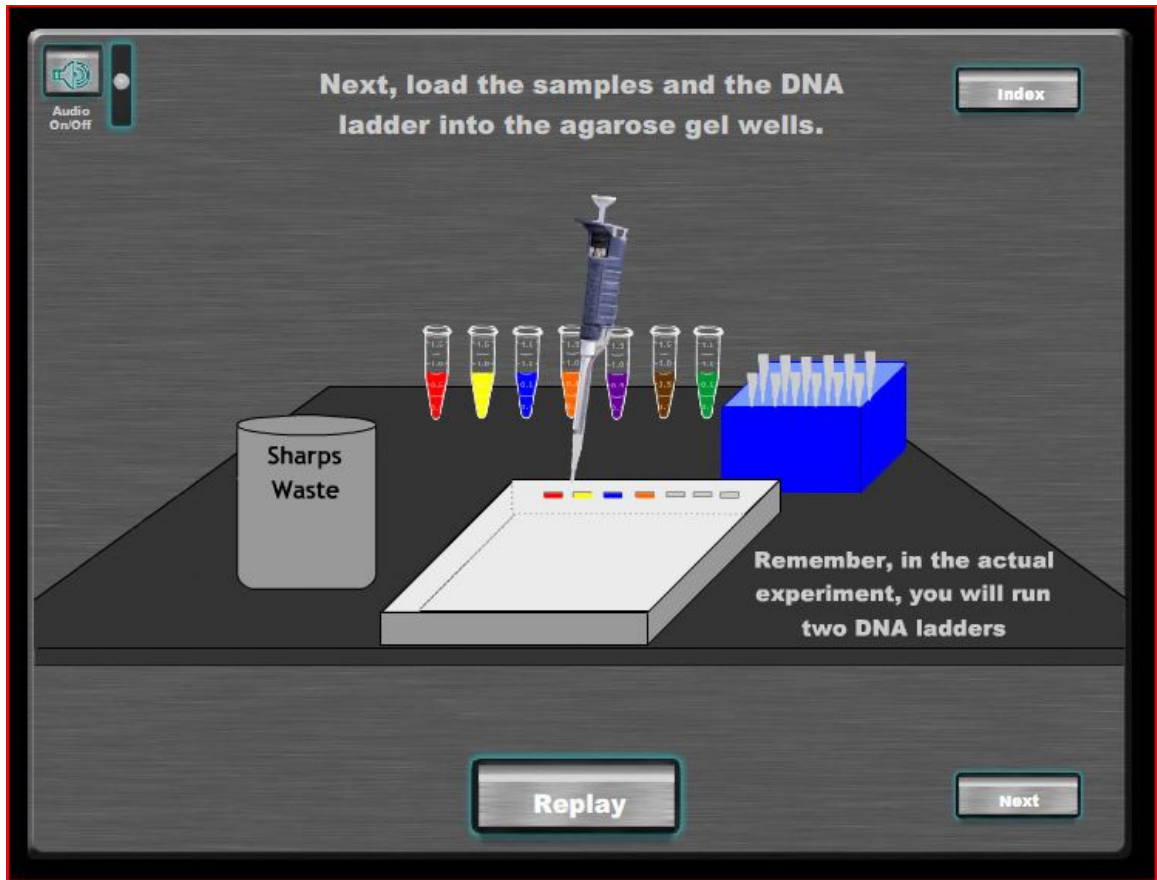 Audio
On/Off
Next, load the samples and the DNA
ladder into the agarose gel wells.
Index
Sharps
Waste
Remember, in the actual
experiment, you will run
two DNA ladders
Replay
Next